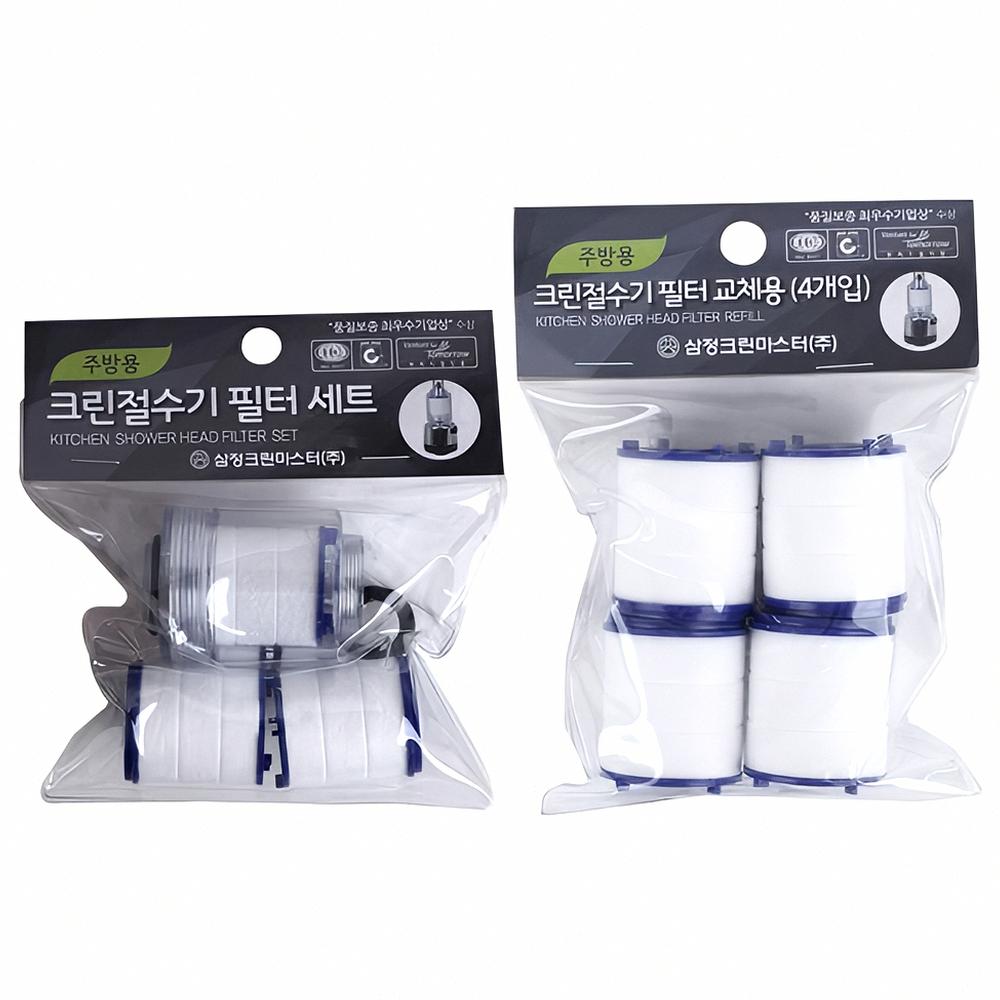 "품질보증 최우수기업상" 수상
주방용
크린절수기 필터 세트
KITCHEN SHOWER HEAD FILTER SET
삼정크린마스터(주)
"품질보증 최우수기업상" 수상
주방용
크린절수기 필터 교체용 (4개입)
KITCHEN SHOWER HEAD FILTER REFILL
삼정크린마스터(주)